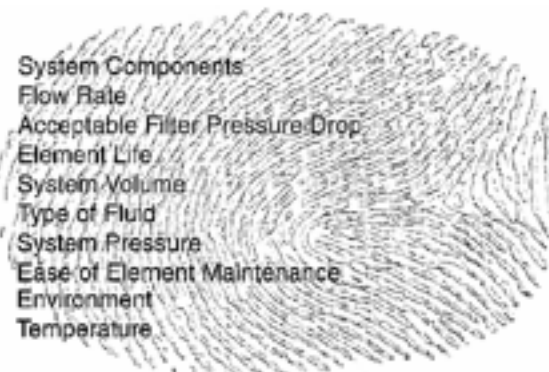 System Components
Flow Rate
Acceptable Filter Pressure Drop
Element Life
System Volume
Type of Fluid
System Pressure
Ease of Element Maintenance
Environment
Temperature